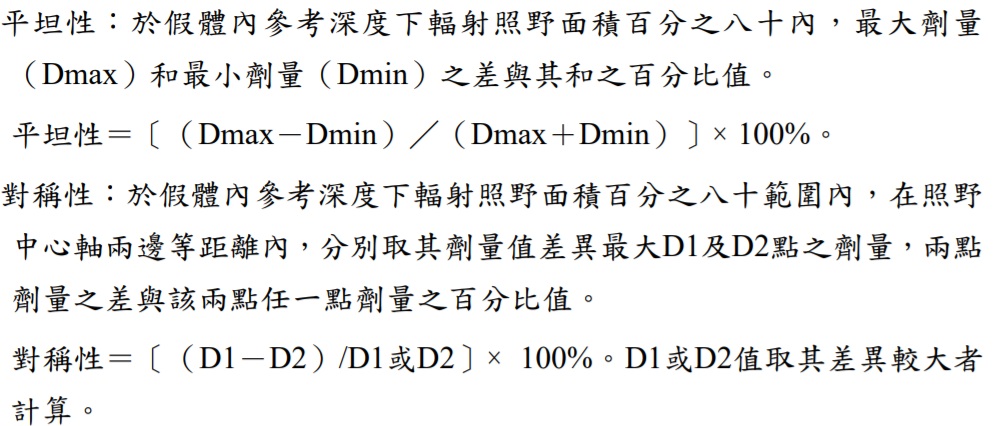 平坦性：於假體內參考深度下輻射照野面積百分之八十內，最大劑量
（Dmax）和最小劑量（Dmin）之差與其和之百分比值。
平坦性＝〔（Dmax－Dmin）／（Dmax＋Dmin）〕× 100%。
對稱性：於假體內參考深度下輻射照野面積百分之八十範圍內，在照野
中心軸兩邊等距離內，分別取其劑量值差異最大D1及D2點之劑量，兩點
劑量之差與該兩點任一點劑量之百分比值。
對稱性＝〔（D1－D2）/D1或D2〕× 100%。D1或D2值取其差異較大者
計算。